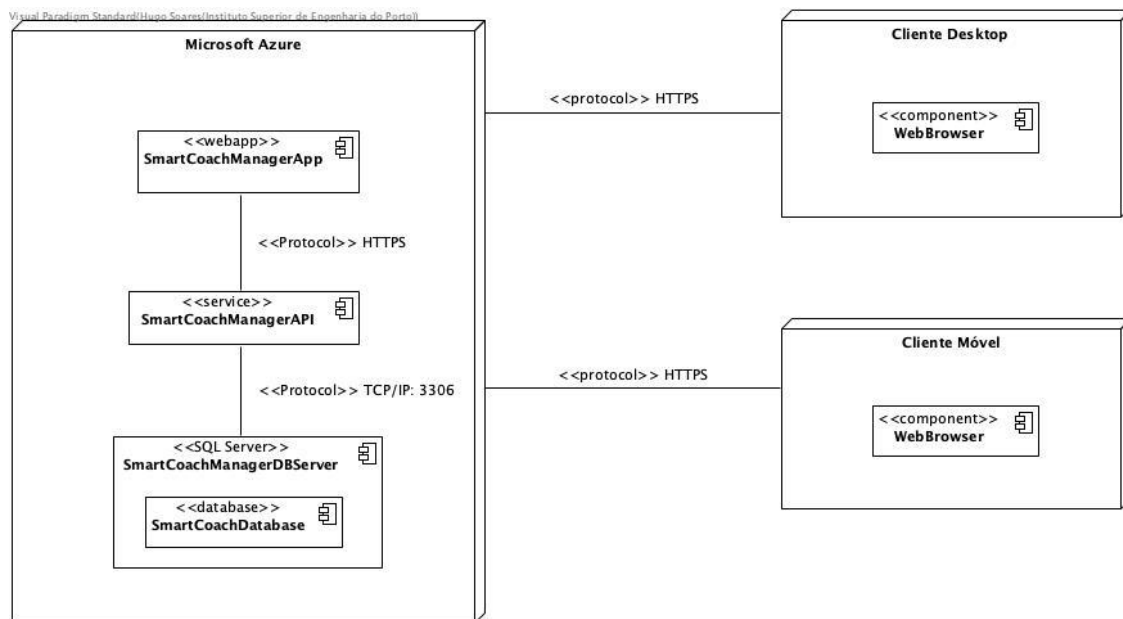 Visual Paradigm Standard(Hugo Soares(Instituto Superior de Engenharia do Porto))
Microsoft Azure
<<webapp>>
SmartCoachManagerApp
<<Protocol>> HTTPS
<<service>>
SmartCoachManagerAPI
<<Protocol>> TCP/IP: 3306
<<SQL Server>>
SmartCoachManagerDBServer
<<database>>
SmartCoachDatabase
<<protocol>> HTTPS
Cliente Desktop
<<component>>
WebBrowser
<<protocol>> HTTPS
Cliente Móvel
<<component>>
WebBrowser